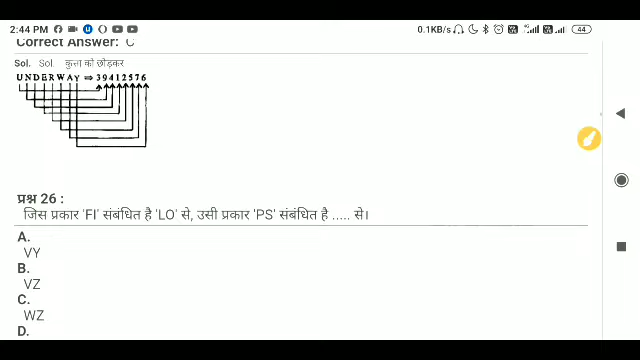 2:44 PM
0.1KB/s
44
Correct Answer: C
Sol. Sol. कुत्ता को छोड़कर
UNDERWAY ⇒ 39412576
प्रश्न 26 :
जिस प्रकार 'FI' संबंधित है 'LO' से, उसी प्रकार 'PS' संबंधित है ..... से।
A.
VY
B.
VZ
C.
WZ
D.